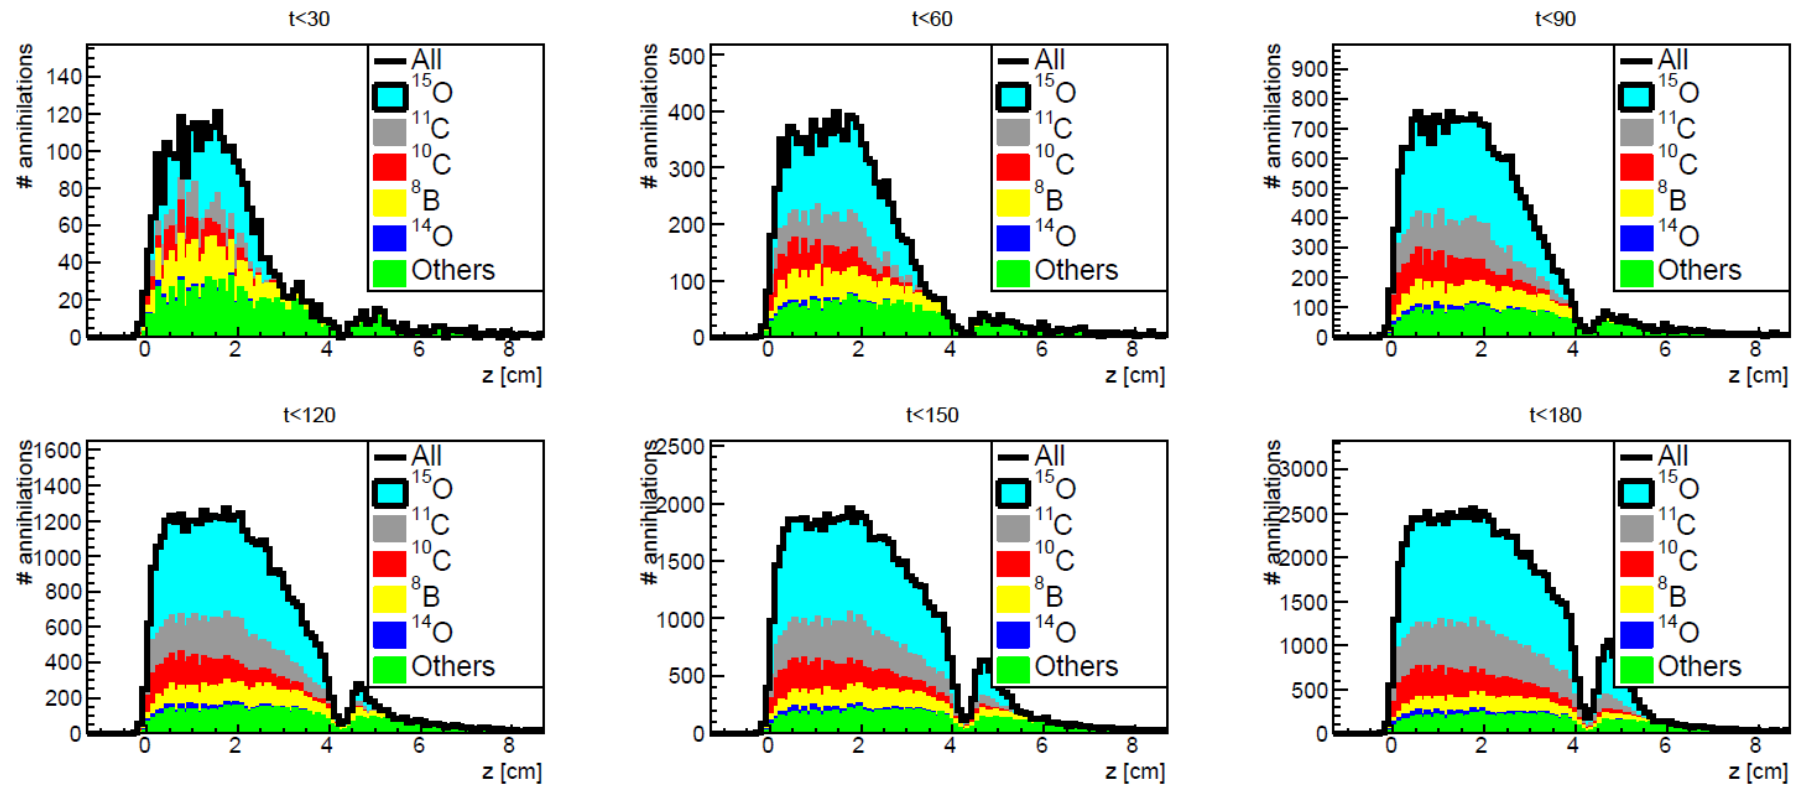 t<30
# annihilations
140
120
100
80
60
40
20
0
All
15O
11C
10C
8B
14O
Others
0 2 4 6 8
z [cm]
t<60
# annihilations
500
400
300
200
100
0
All
15O
11C
10C
8B
14O
Others
0 2 4 6 8
z [cm]
t<90
# annihilations
900
800
700
600
500
400
300
200
100
0
All
15O
11C
10C
8B
14O
Others
0 2 4 6 8
z [cm]
t<120
# annihilations
1600
1400
1200
1000
800
600
400
200
0
All
15O
11C
10C
8B
14O
Others
0 2 4 6 8
z [cm]
t<150
# annihilations
2500
2000
1500
1000
500
0
All
15O
11C
10C
8B
14O
Others
0 2 4 6 8
z [cm]
t<180
# annihilations
3000
2500
2000
1500
1000
500
0
All
15O
11C
10C
8B
14O
Others
0 2 4 6 8
z [cm]